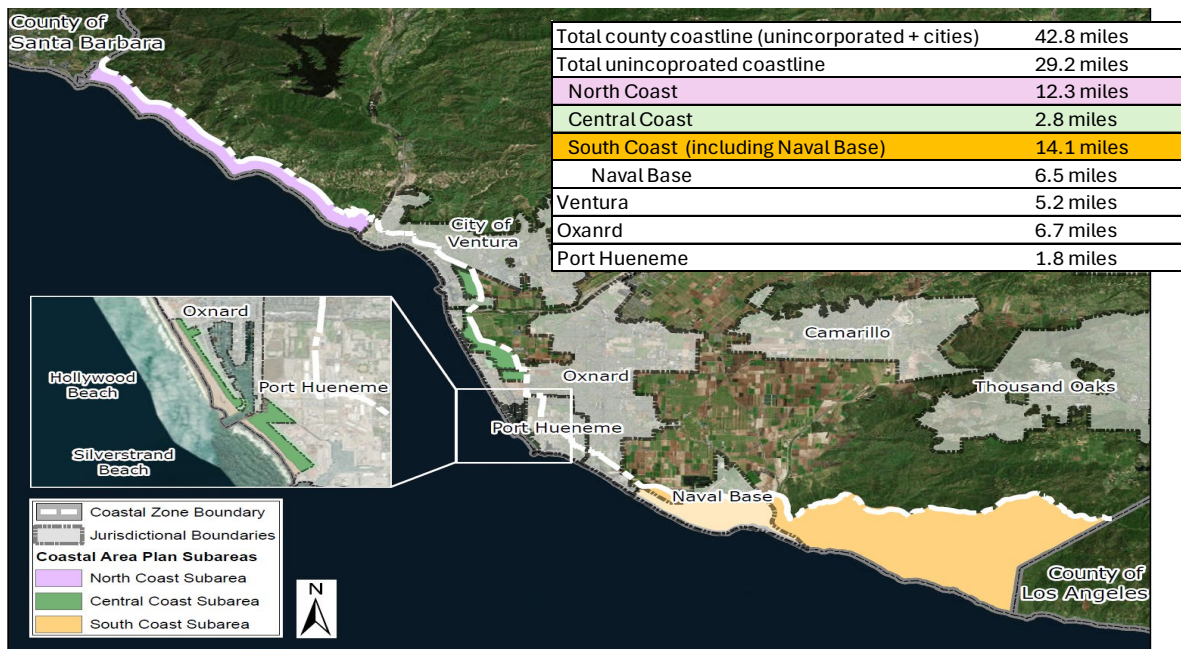 County of
Santa Barbara
Total county coastline (unincorporated + cities) 42.8 miles
Total unincoproated coastline 29.2 miles
North Coast 12.3 miles
Central Coast 2.8 miles
South Coast (including Naval Base) 14.1 miles
Naval Base 6.5 miles
Ventura 5.2 miles
Oxanrd 6.7 miles
Port Hueneme 1.8 miles
City of
Ventura
Camarillo
Oxnard
Thousand Oaks
Port Hueneme
Naval Base
County of
Los Angeles
Oxnard
Hollywood
Beach
Port Hueneme
Silverstrand
Beach
Coastal Zone Boundary
Jurisdictional Boundaries
Coastal Area Plan Subareas
North Coast Subarea
Central Coast Subarea
South Coast Subarea
N